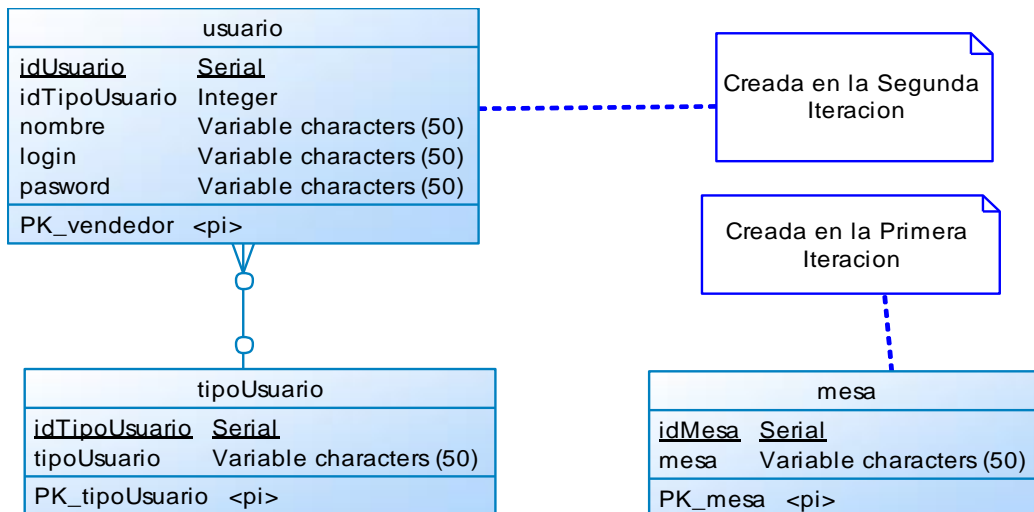 usuario
idUsuario Serial
idTipoUsuario Integer
nombre Variable characters (50)
login Variable characters (50)
pasword Variable characters (50)
PK_vendedor <pi>
Creada en la Segunda
Iteracion
Creada en la Primera
Iteracion
tipoUsuario
idTipoUsuario Serial
tipoUsuario Variable characters (50)
PK_tipoUsuario <pi>
mesa
idMesa Serial
mesa Variable characters (50)
PK_mesa <pi>